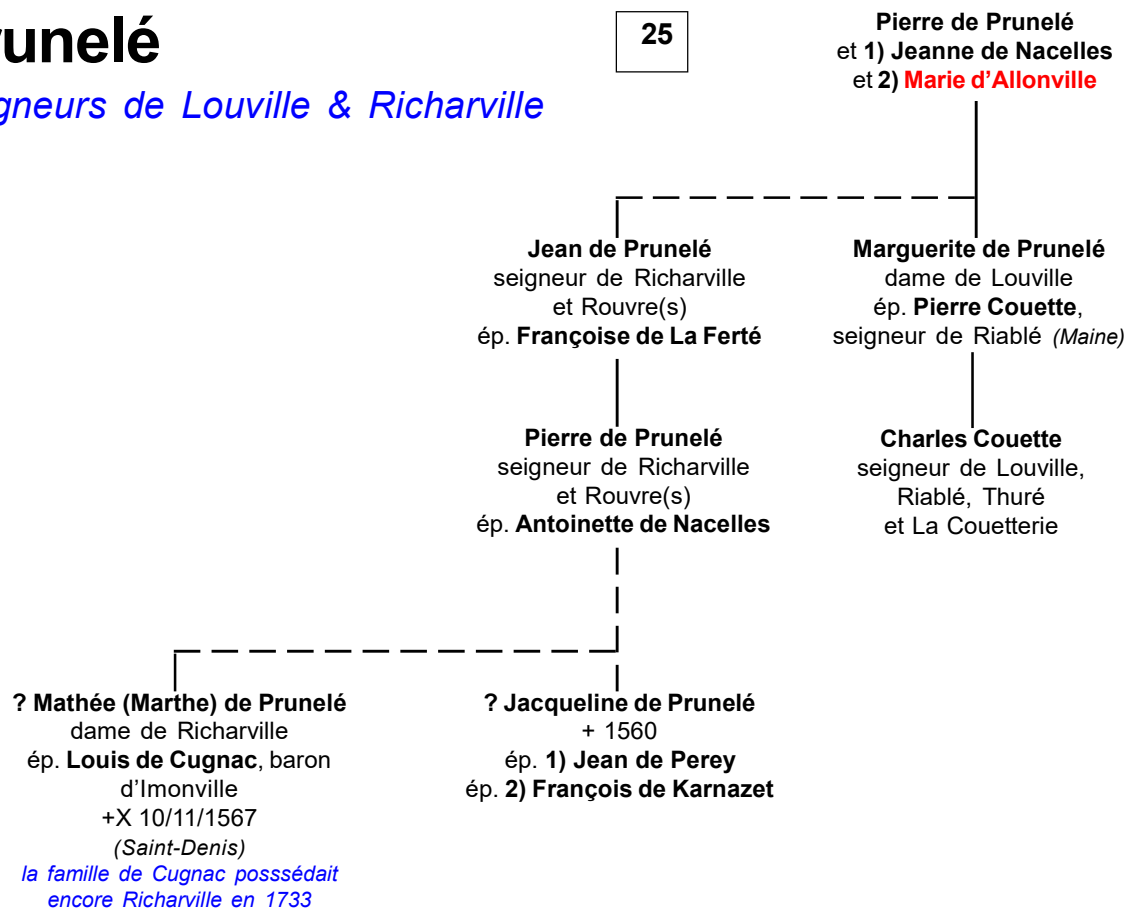 runelé
gneurs de Louville & Richarville
25
Pierre de Prunelé
et 1) Jeanne de Nacelles
et 2) Marie d'Allonville
Jean de Prunelé
seigneur de Richarville
et Rouvre(s)
ép. Françoise de La Ferté
Marguerite de Prunelé
dame de Louville
ép. Pierre Couette,
seigneur de Riablé (Maine)
Pierre de Prunelé
seigneur de Richarville
et Rouvre(s)
ép. Antoinette de Nacelles
Charles Couette
seigneur de Louville,
Riablé, Thuré
et La Couetterie
? Mathée (Marthe) de Prunelé
dame de Richarville
ép. Louis de Cugnac, baron
d'Imonville
+X 10/11/1567
(Saint-Denis)
la famille de Cugnac posssédait
encore Richarville en 1733
? Jacqueline de Prunelé
+ 1560
ép. 1) Jean de Perey
ép. 2) François de Karnazet